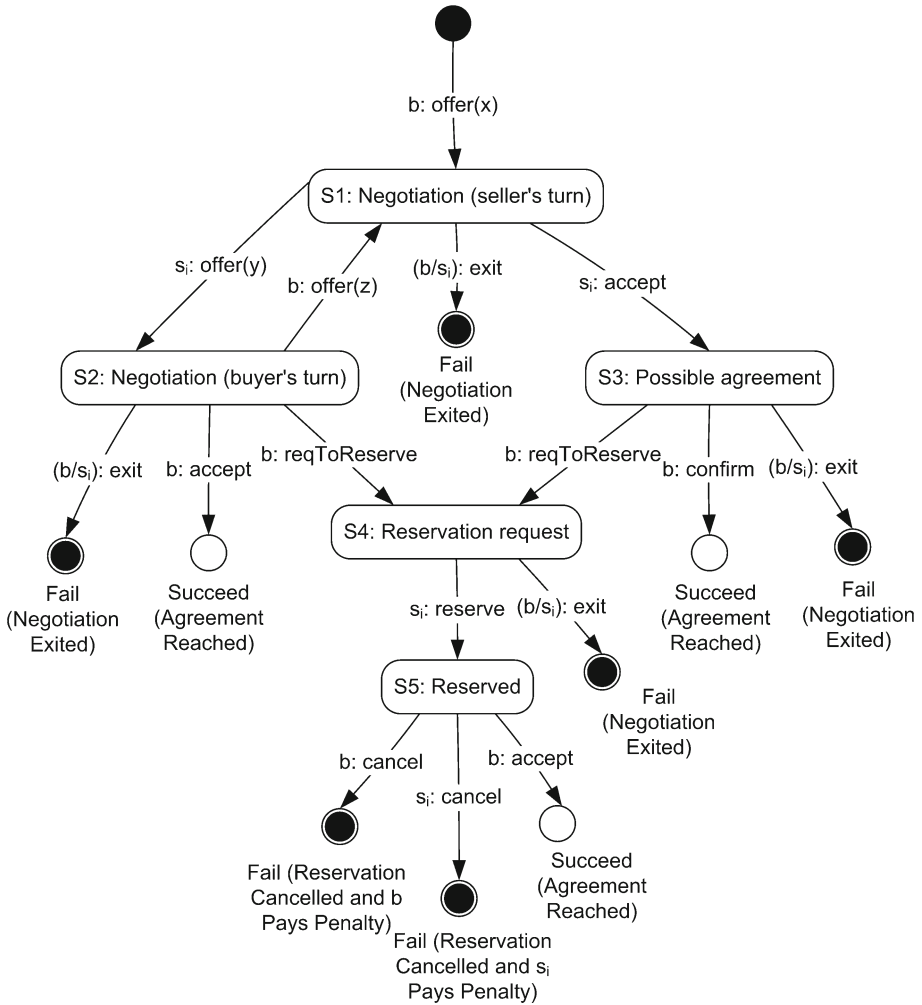 b: offer(x)
S1: Negotiation (seller's turn)
sᵢ: offer(y)
b: offer(z)
(b/sᵢ): exit
sᵢ: accept
Fail
(Negotiation
Exited)
S2: Negotiation (buyer's turn)
S3: Possible agreement
(b/sᵢ): exit
b: accept
b: reqToReserve
b: reqToReserve
b: confirm
(b/sᵢ): exit
S4: Reservation request
Fail
(Negotiation
Exited)
Succeed
(Agreement
Reached)
Succeed
(Agreement
Reached)
Fail
(Negotiation
Exited)
sᵢ: reserve
(b/sᵢ): exit
S5: Reserved
Fail
(Negotiation
Exited)
b: cancel
sᵢ: cancel
b: accept
Fail (Reservation
Cancelled and b
Pays Penalty)
Succeed
(Agreement
Reached)
Fail (Reservation
Cancelled and sᵢ
Pays Penalty)